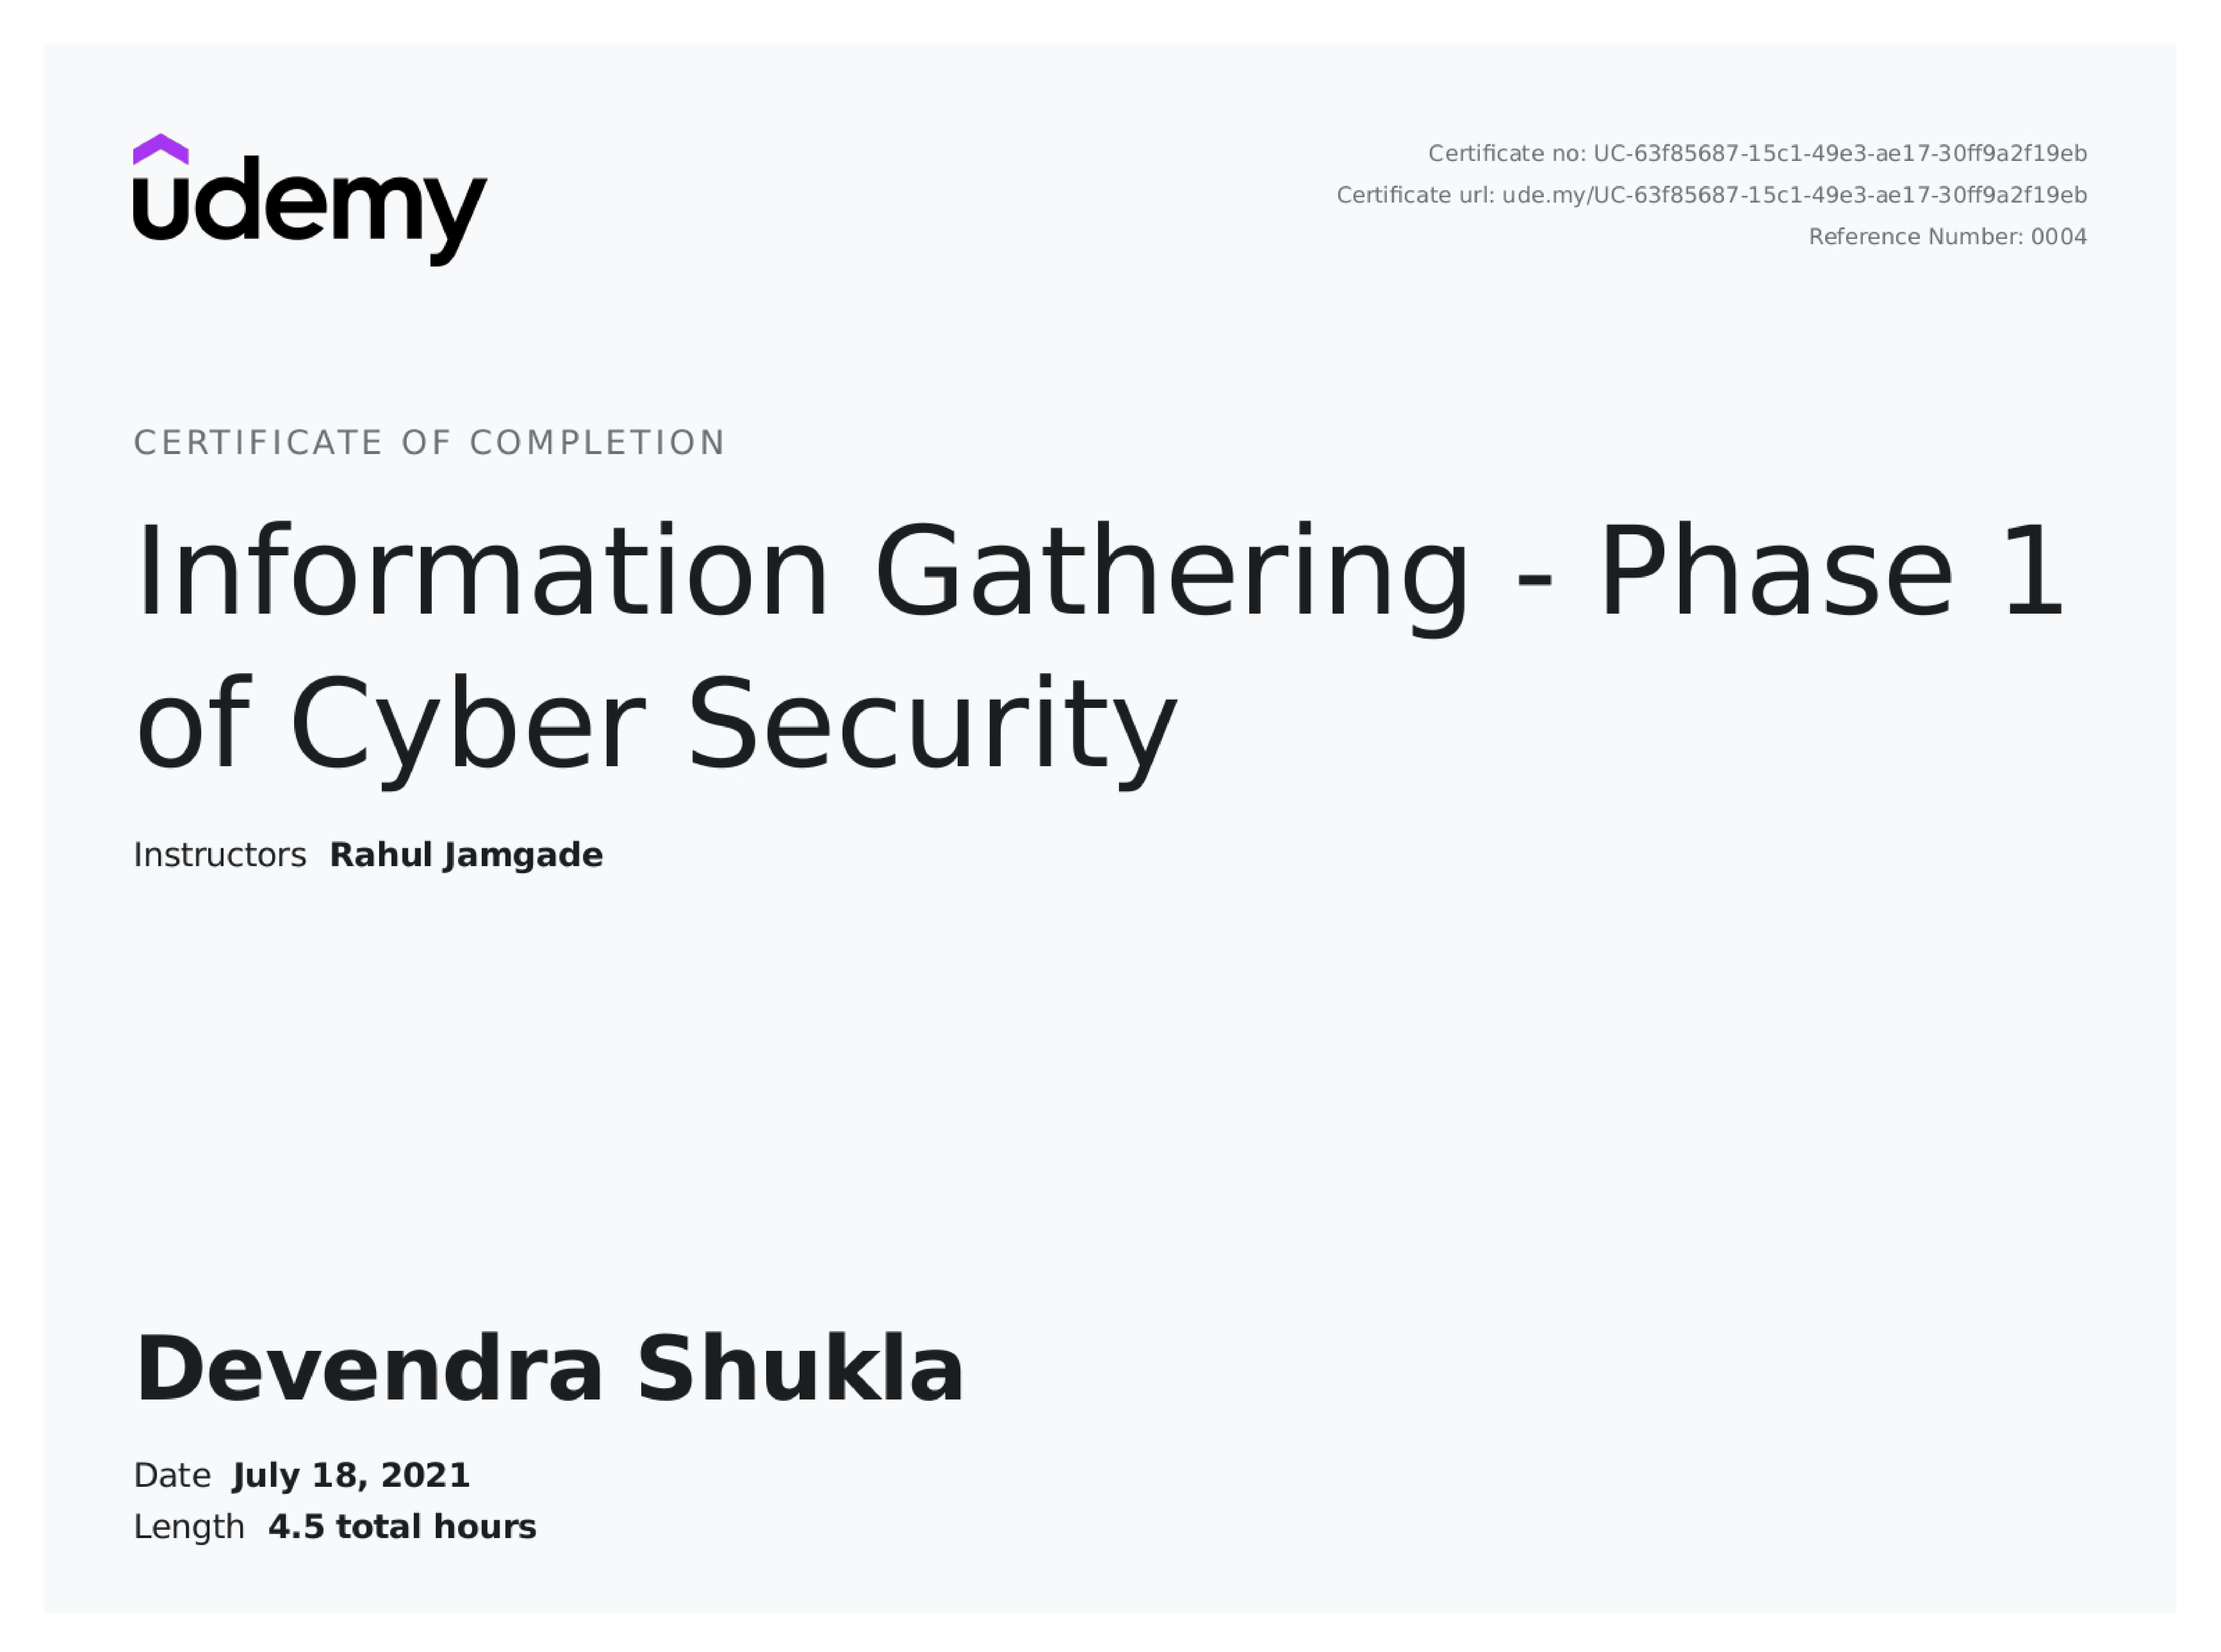 udemy
Certificate no: UC-63f85687-15c1-49e3-ae17-30ff9a2f19eb
Certificate url: ude.my/UC-63f85687-15c1-49e3-ae17-30ff9a2f19eb
Reference Number: 0004
CERTIFICATE OF COMPLETION
Information Gathering - Phase 1
of Cyber Security
Instructors Rahul Jamgade
Devendra Shukla
Date July 18, 2021
Length 4.5 total hours